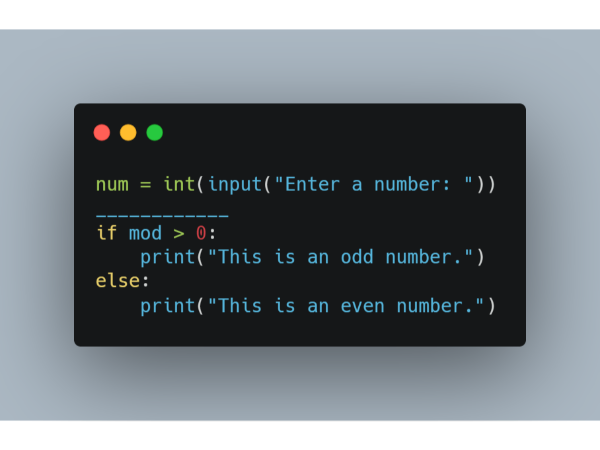 num = int(input("Enter a number: "))
____________
if mod > 0:
    print("This is an odd number.")
else:
    print("This is an even number.")